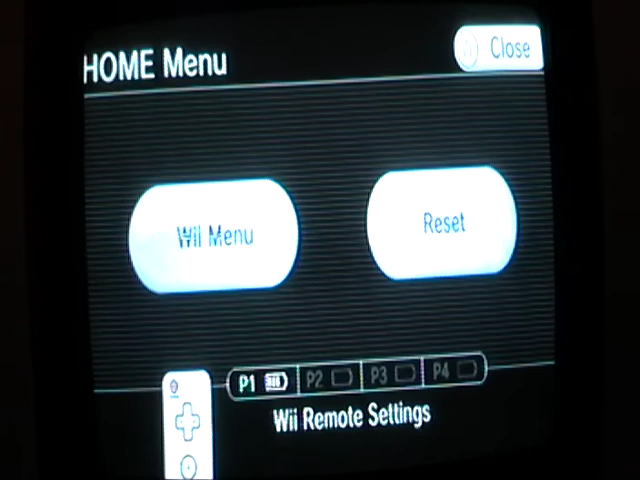 HOME Menu
Close
Wii Menu
Reset
P1 P2 P3 P4
Wii Remote Settings